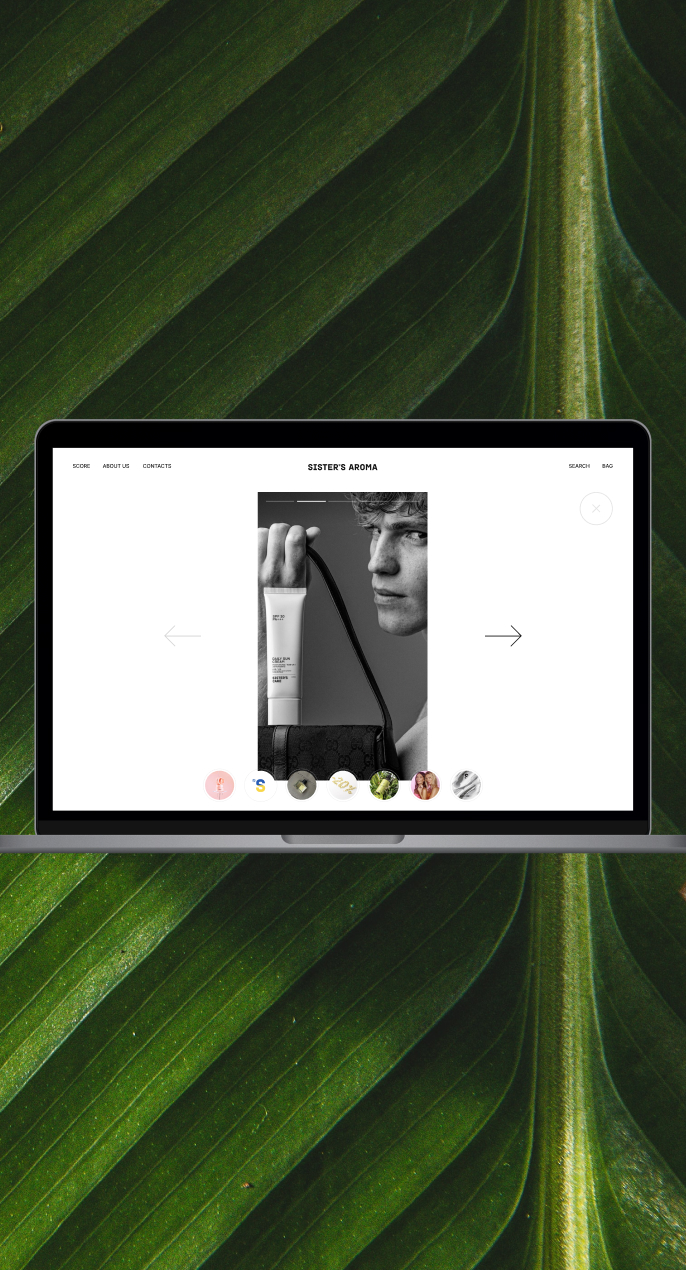 SCORE ABOUT US CONTACTS SISTER'S AROMA SEARCH BAG
SPF 30
PA+++
DAILY SUN
CREAM
SISTER'S
CARE
S
-20%